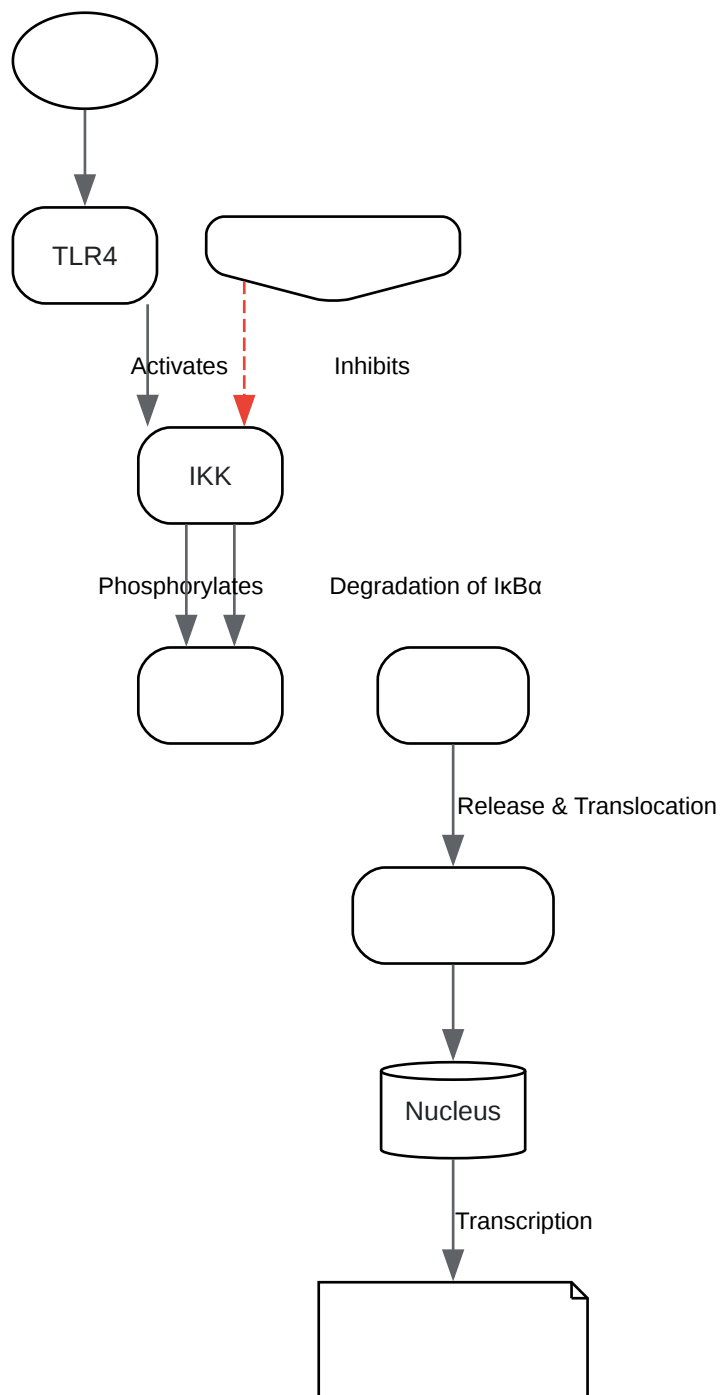 TLR4
Activates
Inhibits
IKK
Phosphorylates
Degradation of IκBα
Release & Translocation
Nucleus
Transcription